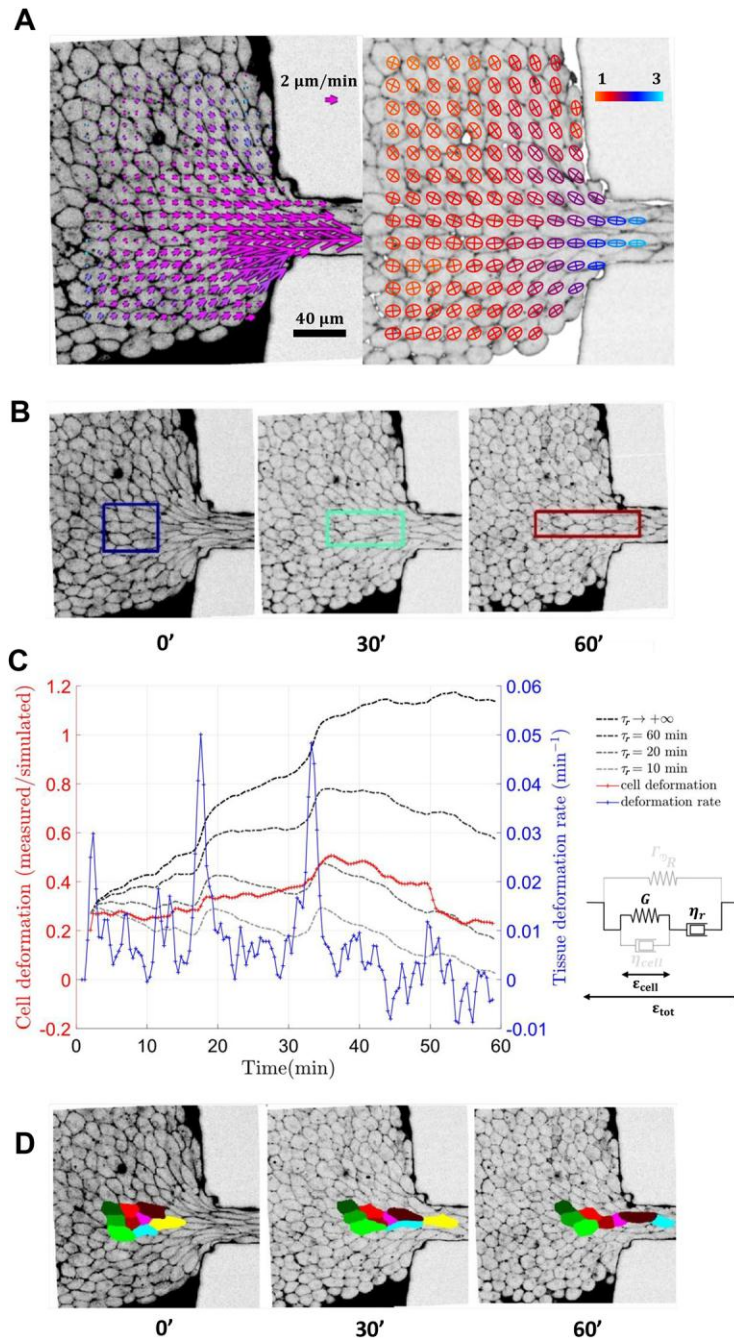 A
2 μm/min
40 μm
1 3
B
0' 30' 60'
C
Cell deformation (measured/simulated)
1.2
1
0.8
0.6
0.4
0.2
0
-0.2
0 10 20 30 40 50 60
Time(min)
0.06
0.05
0.04
0.03
0.02
0.01
0
-0.01
Tissue deformation rate (min⁻¹)
τr → +∞
τr = 60 min
τr = 20 min
τr = 10 min
cell deformation
deformation rate
G
ηr
ηcell
εcell
εtot
D
0' 30' 60'